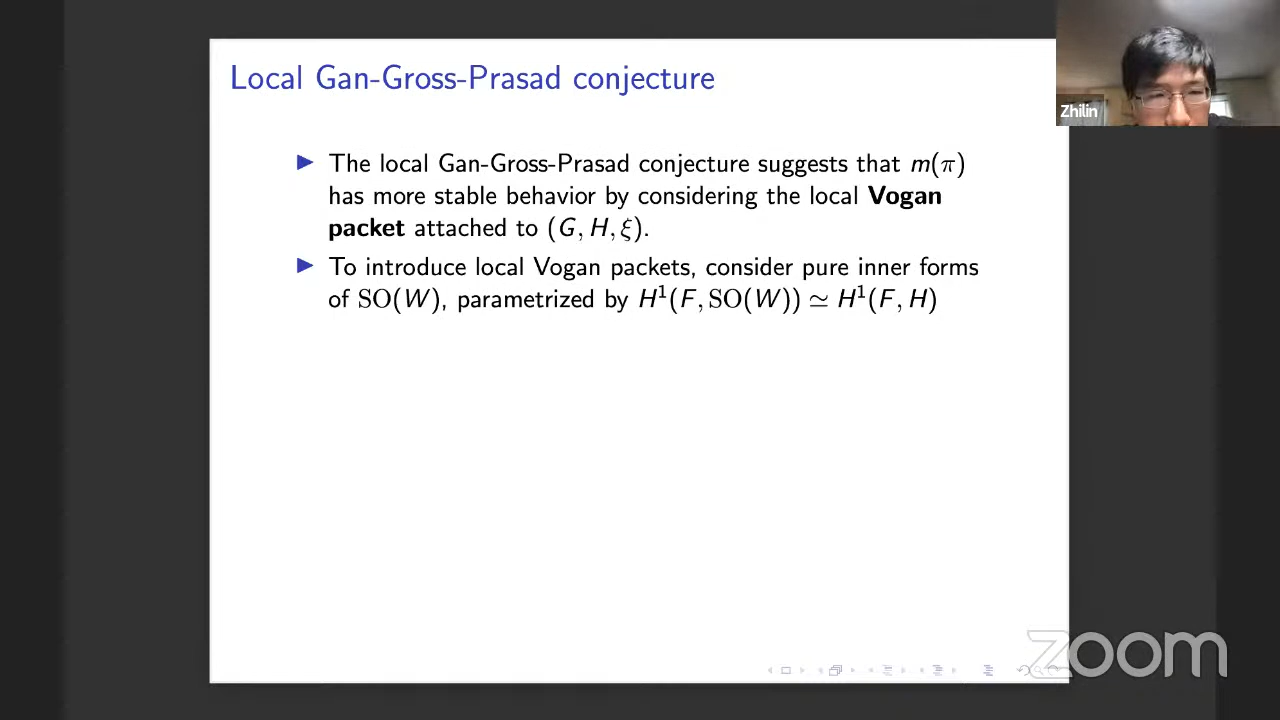 Local Gan-Gross-Prasad conjecture
Zhilin
▶ The local Gan-Gross-Prasad conjecture suggests that m(π)
has more stable behavior by considering the local Vogan
packet attached to (G, H, ξ).
▶ To introduce local Vogan packets, consider pure inner forms
of SO(W), parametrized by H¹(F, SO(W)) ≃ H¹(F, H)
zoom